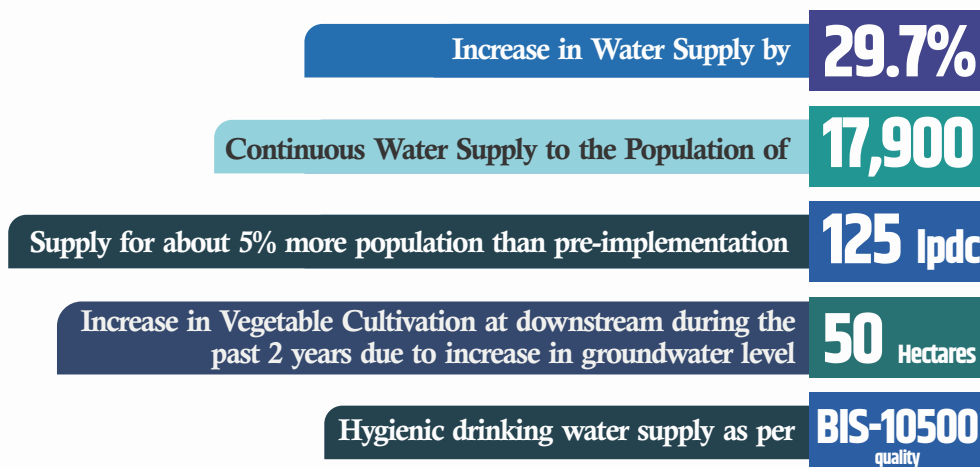 Increase in Water Supply by 29.7%
Continuous Water Supply to the Population of 17,900
Supply for about 5% more population than pre-implementation 125 lpdc
Increase in Vegetable Cultivation at downstream during the
past 2 years due to increase in groundwater level 50 Hectares
Hygienic drinking water supply as per BIS-10500
quality